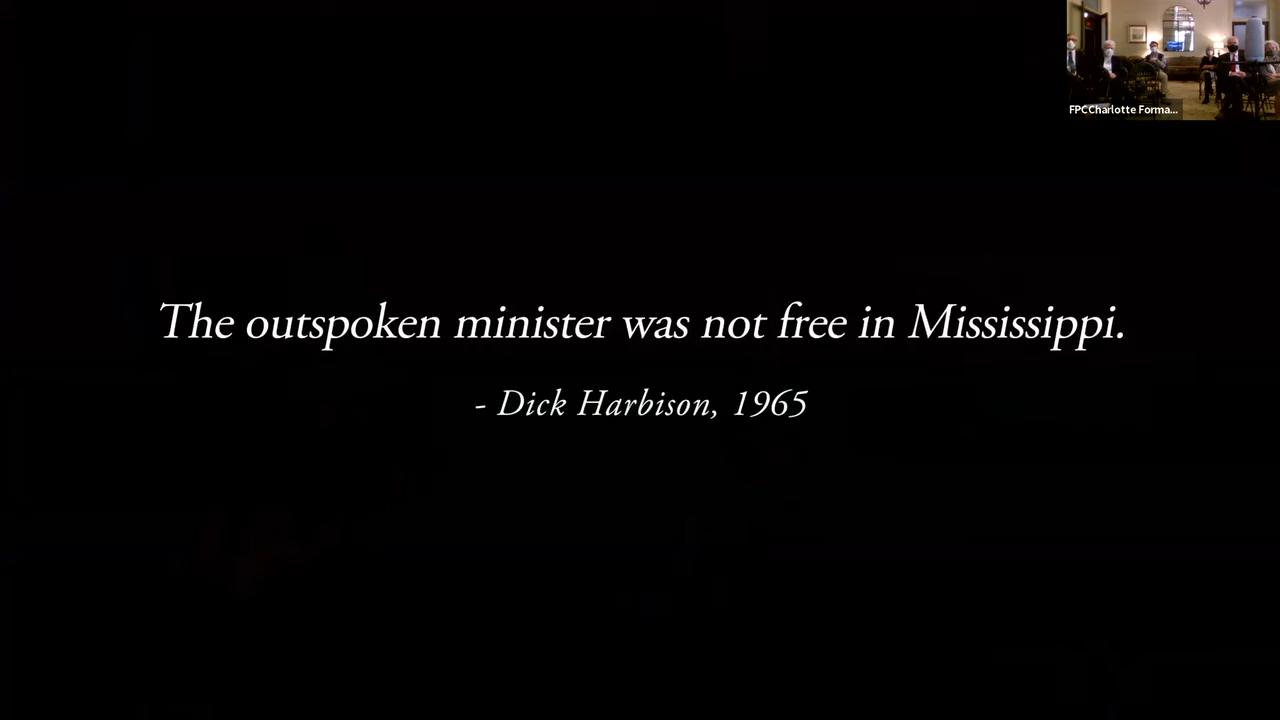 FPCCharlotte Forma...
The outspoken minister was not free in Mississippi.
- Dick Harbison, 1965